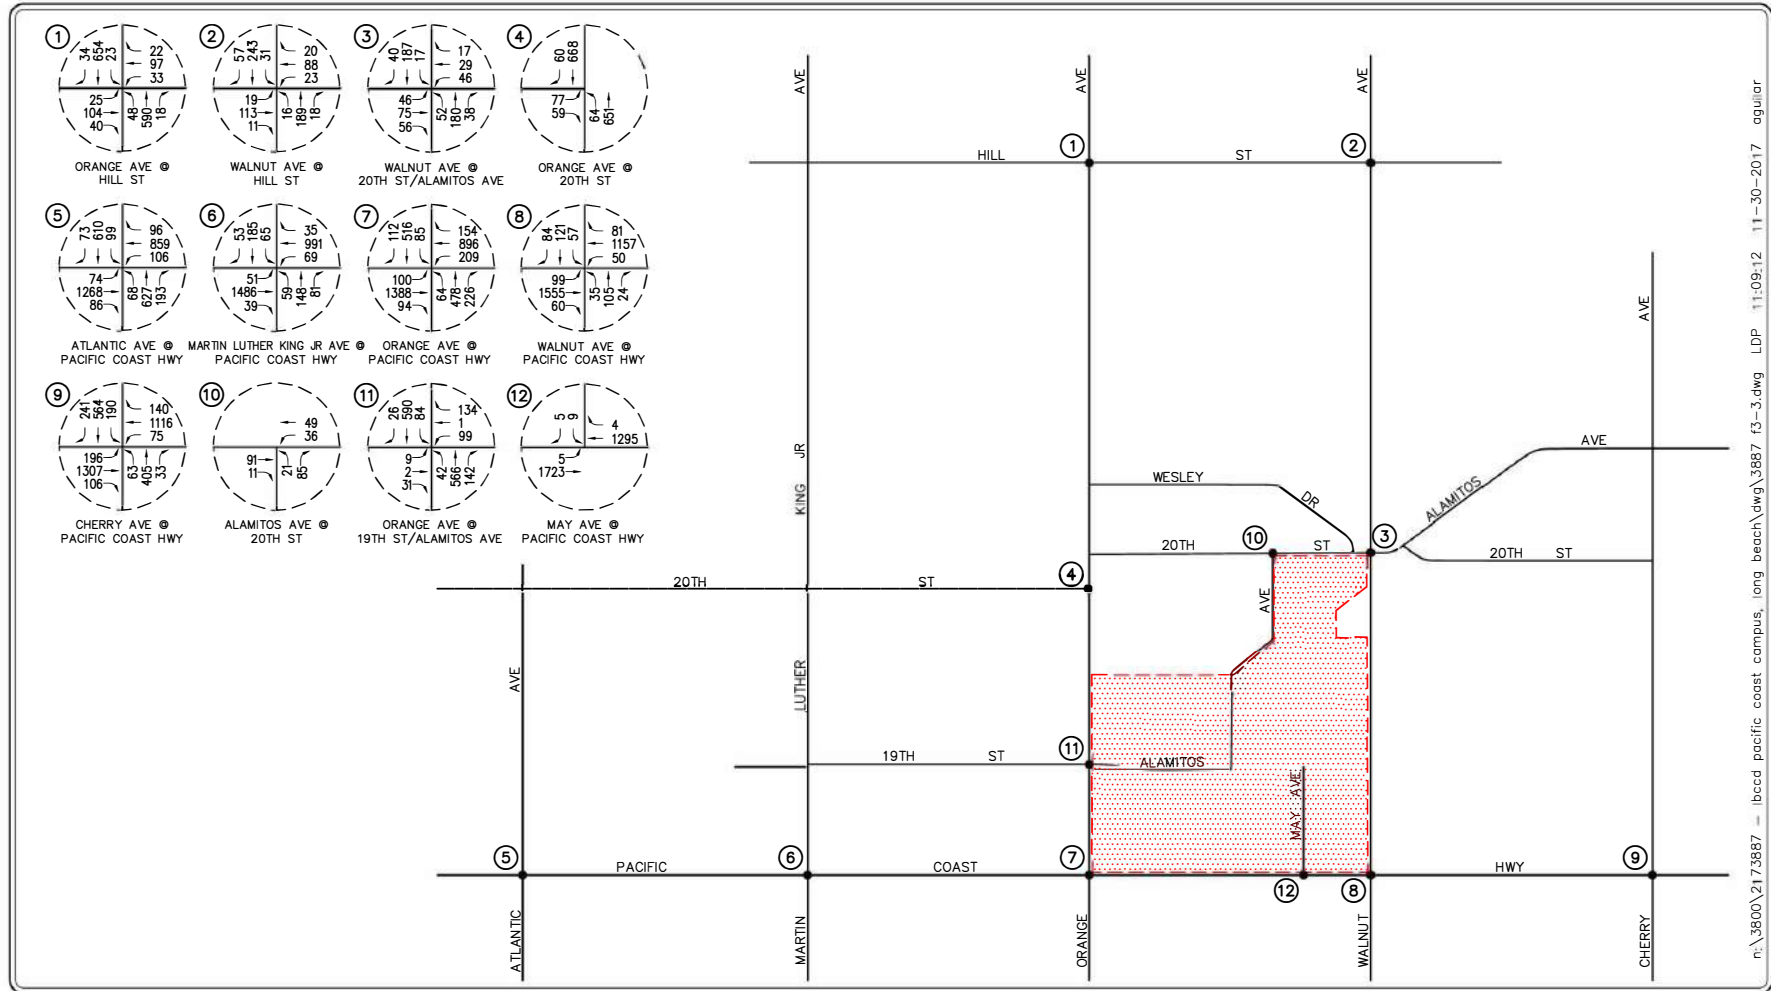 1
34 654 23
22
97
33
25
104
40
48 590 18
ORANGE AVE @
HILL ST
2
57 243 31
20
88
23
19
113
11
16 189 18
WALNUT AVE @
HILL ST
3
40 187 17
17
29
46
46
75
56
52 180 38
WALNUT AVE @
20TH ST/ALAMITOS AVE
4
60 668
77
59
64 651
ORANGE AVE @
20TH ST
5
73 610 99
96
859
106
74
1268
86
68 627 193
ATLANTIC AVE @
PACIFIC COAST HWY
6
53 185 65
35
991
69
51
1486
39
59 148 81
MARTIN LUTHER KING JR AVE @
PACIFIC COAST HWY
7
112 516 85
154
896
209
100
1388
94
64 478 226
ORANGE AVE @
PACIFIC COAST HWY
8
84 121 57
81
1157
50
99
1555
60
35 105 24
WALNUT AVE @
PACIFIC COAST HWY
9
241 564 190
140
1116
75
196
1307
106
63 405 33
CHERRY AVE @
PACIFIC COAST HWY
10
49
36
91
11
21 85
ALAMITOS AVE @
20TH ST
11
26 590 84
134
1
99
9
2
31
42 566 142
ORANGE AVE @
19TH ST/ALAMITOS AVE
12
5 9
4
1295
5
1723
MAY AVE @
PACIFIC COAST HWY
AVE
AVE
AVE
HILL 1 ST 2
AVE
JR
KING
AVE
WESLEY DR
ALAMITOS
20TH 10 ST 3
20TH ST
20TH ST 4
AVE
AVE
LUTHER
19TH ST 11
ALAMITOS
MAY AVE
5 PACIFIC 6 COAST 7 HWY 9
12 8
ATLANTIC
MARTIN
ORANGE
WALNUT
CHERRY
n:\3800\2173887 - lbccd pacific coast campus, long beach\dwg\3887 f3-3.dwg LDP 11:09:12 11-30-2017 aguilar